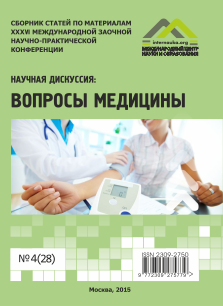 СБОРНИК СТАТЕЙ ПО МАТЕРИАЛАМ
XXXVI МЕЖДУНАРОДНОЙ ЗАОЧНОЙ
НАУЧНО-ПРАКТИЧЕСКОЙ
КОНФЕРЕНЦИИ
internauka.org
МЕЖДУНАРОДНЫЙ ЦЕНТР
НАУКИ И ОБРАЗОВАНИЯ
НАУЧНАЯ ДИСКУССИЯ:
ВОПРОСЫ МЕДИЦИНЫ
№4(28)
ISSN 2309-2750
9772309275779
Москва, 2015